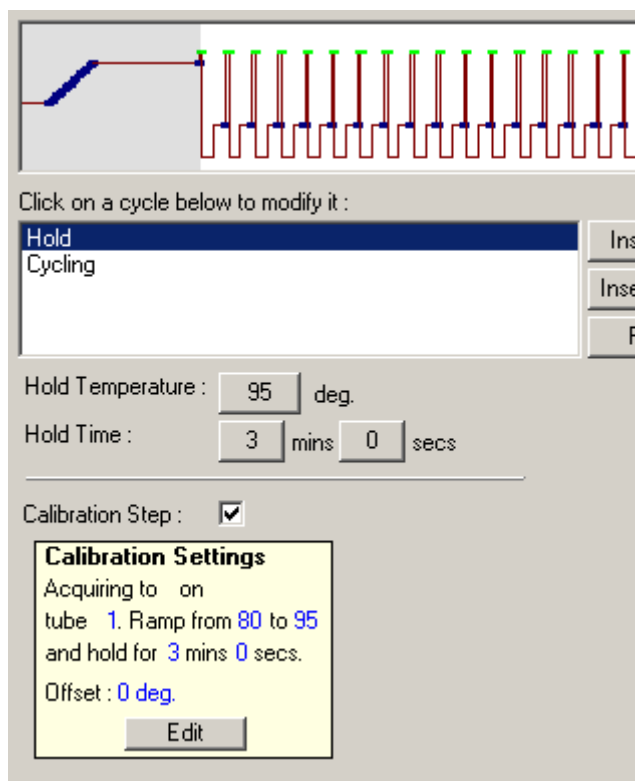 Click on a cycle below to modify it :
Hold
Cycling
Ins
Inse
Hold Temperature : 95 deg.
Hold Time : 3 mins 0 secs
Calibration Step :
Calibration Settings
Acquiring to on
tube 1. Ramp from 80 to 95
and hold for 3 mins 0 secs.
Offset : 0 deg.
Edit